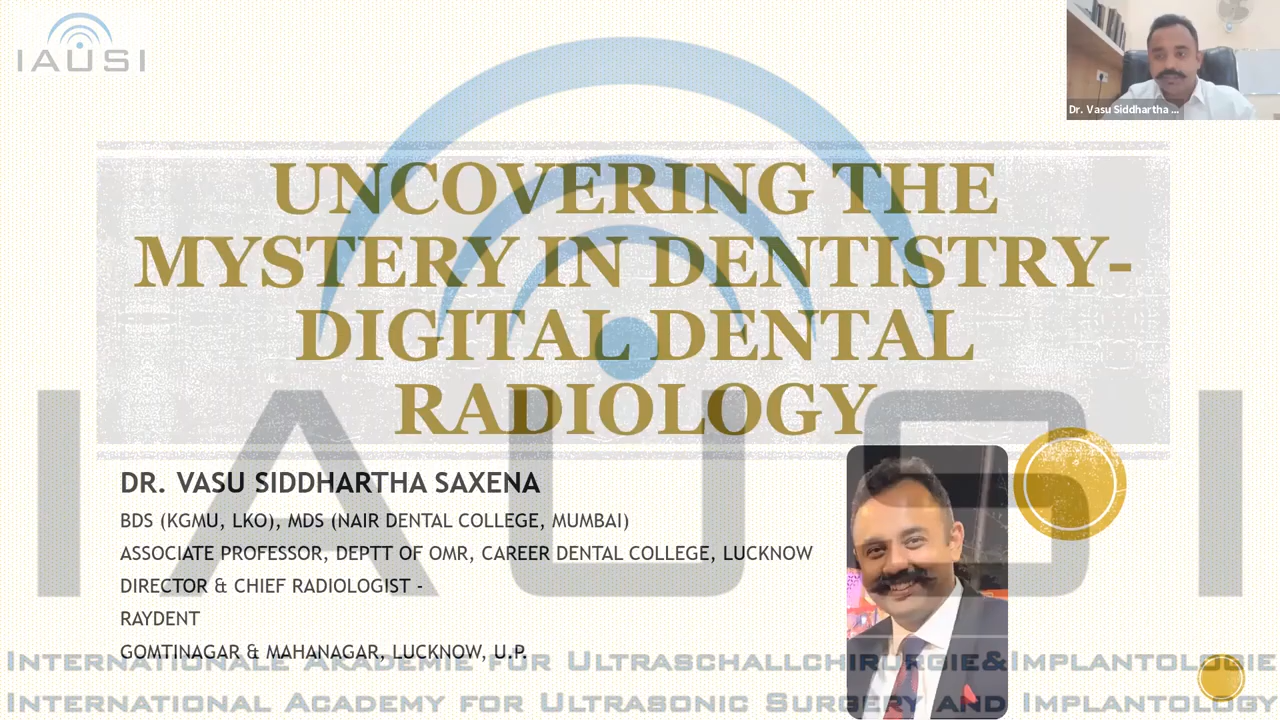 IAUSI
Dr. Vasu Siddhartha ...
UNCOVERING THE
MYSTERY IN DENTISTRY-
DIGITAL DENTAL
RADIOLOGY
IAUSI
DR. VASU SIDDHARTHA SAXENA
BDS (KGMU, LKO), MDS (NAIR DENTAL COLLEGE, MUMBAI)
ASSOCIATE PROFESSOR, DEPTT OF OMR, CAREER DENTAL COLLEGE, LUCKNOW
DIRECTOR & CHIEF RADIOLOGIST -
RAYDENT
GOMTINAGAR & MAHANAGAR, LUCKNOW, U.P.
INTERNATIONALE AKADEMIE FÜR ULTRASCHALLCHIRURGIE&IMPLANTOLOGIE
INTERNATIONAL ACADEMY FOR ULTRASONIC SURGERY AND IMPLANTOLOGY